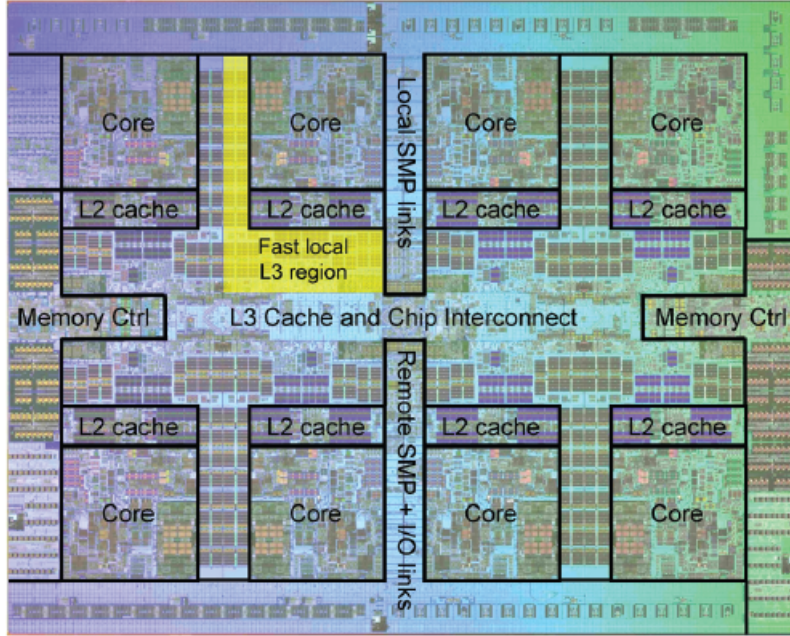 Core
Core
Core
Core
Local SMP links
L2 cache
L2 cache
L2 cache
L2 cache
Fast local
L3 region
Memory Ctrl
L3 Cache and Chip Interconnect
Memory Ctrl
Remote SMP + I/O links
L2 cache
L2 cache
L2 cache
L2 cache
Core
Core
Core
Core